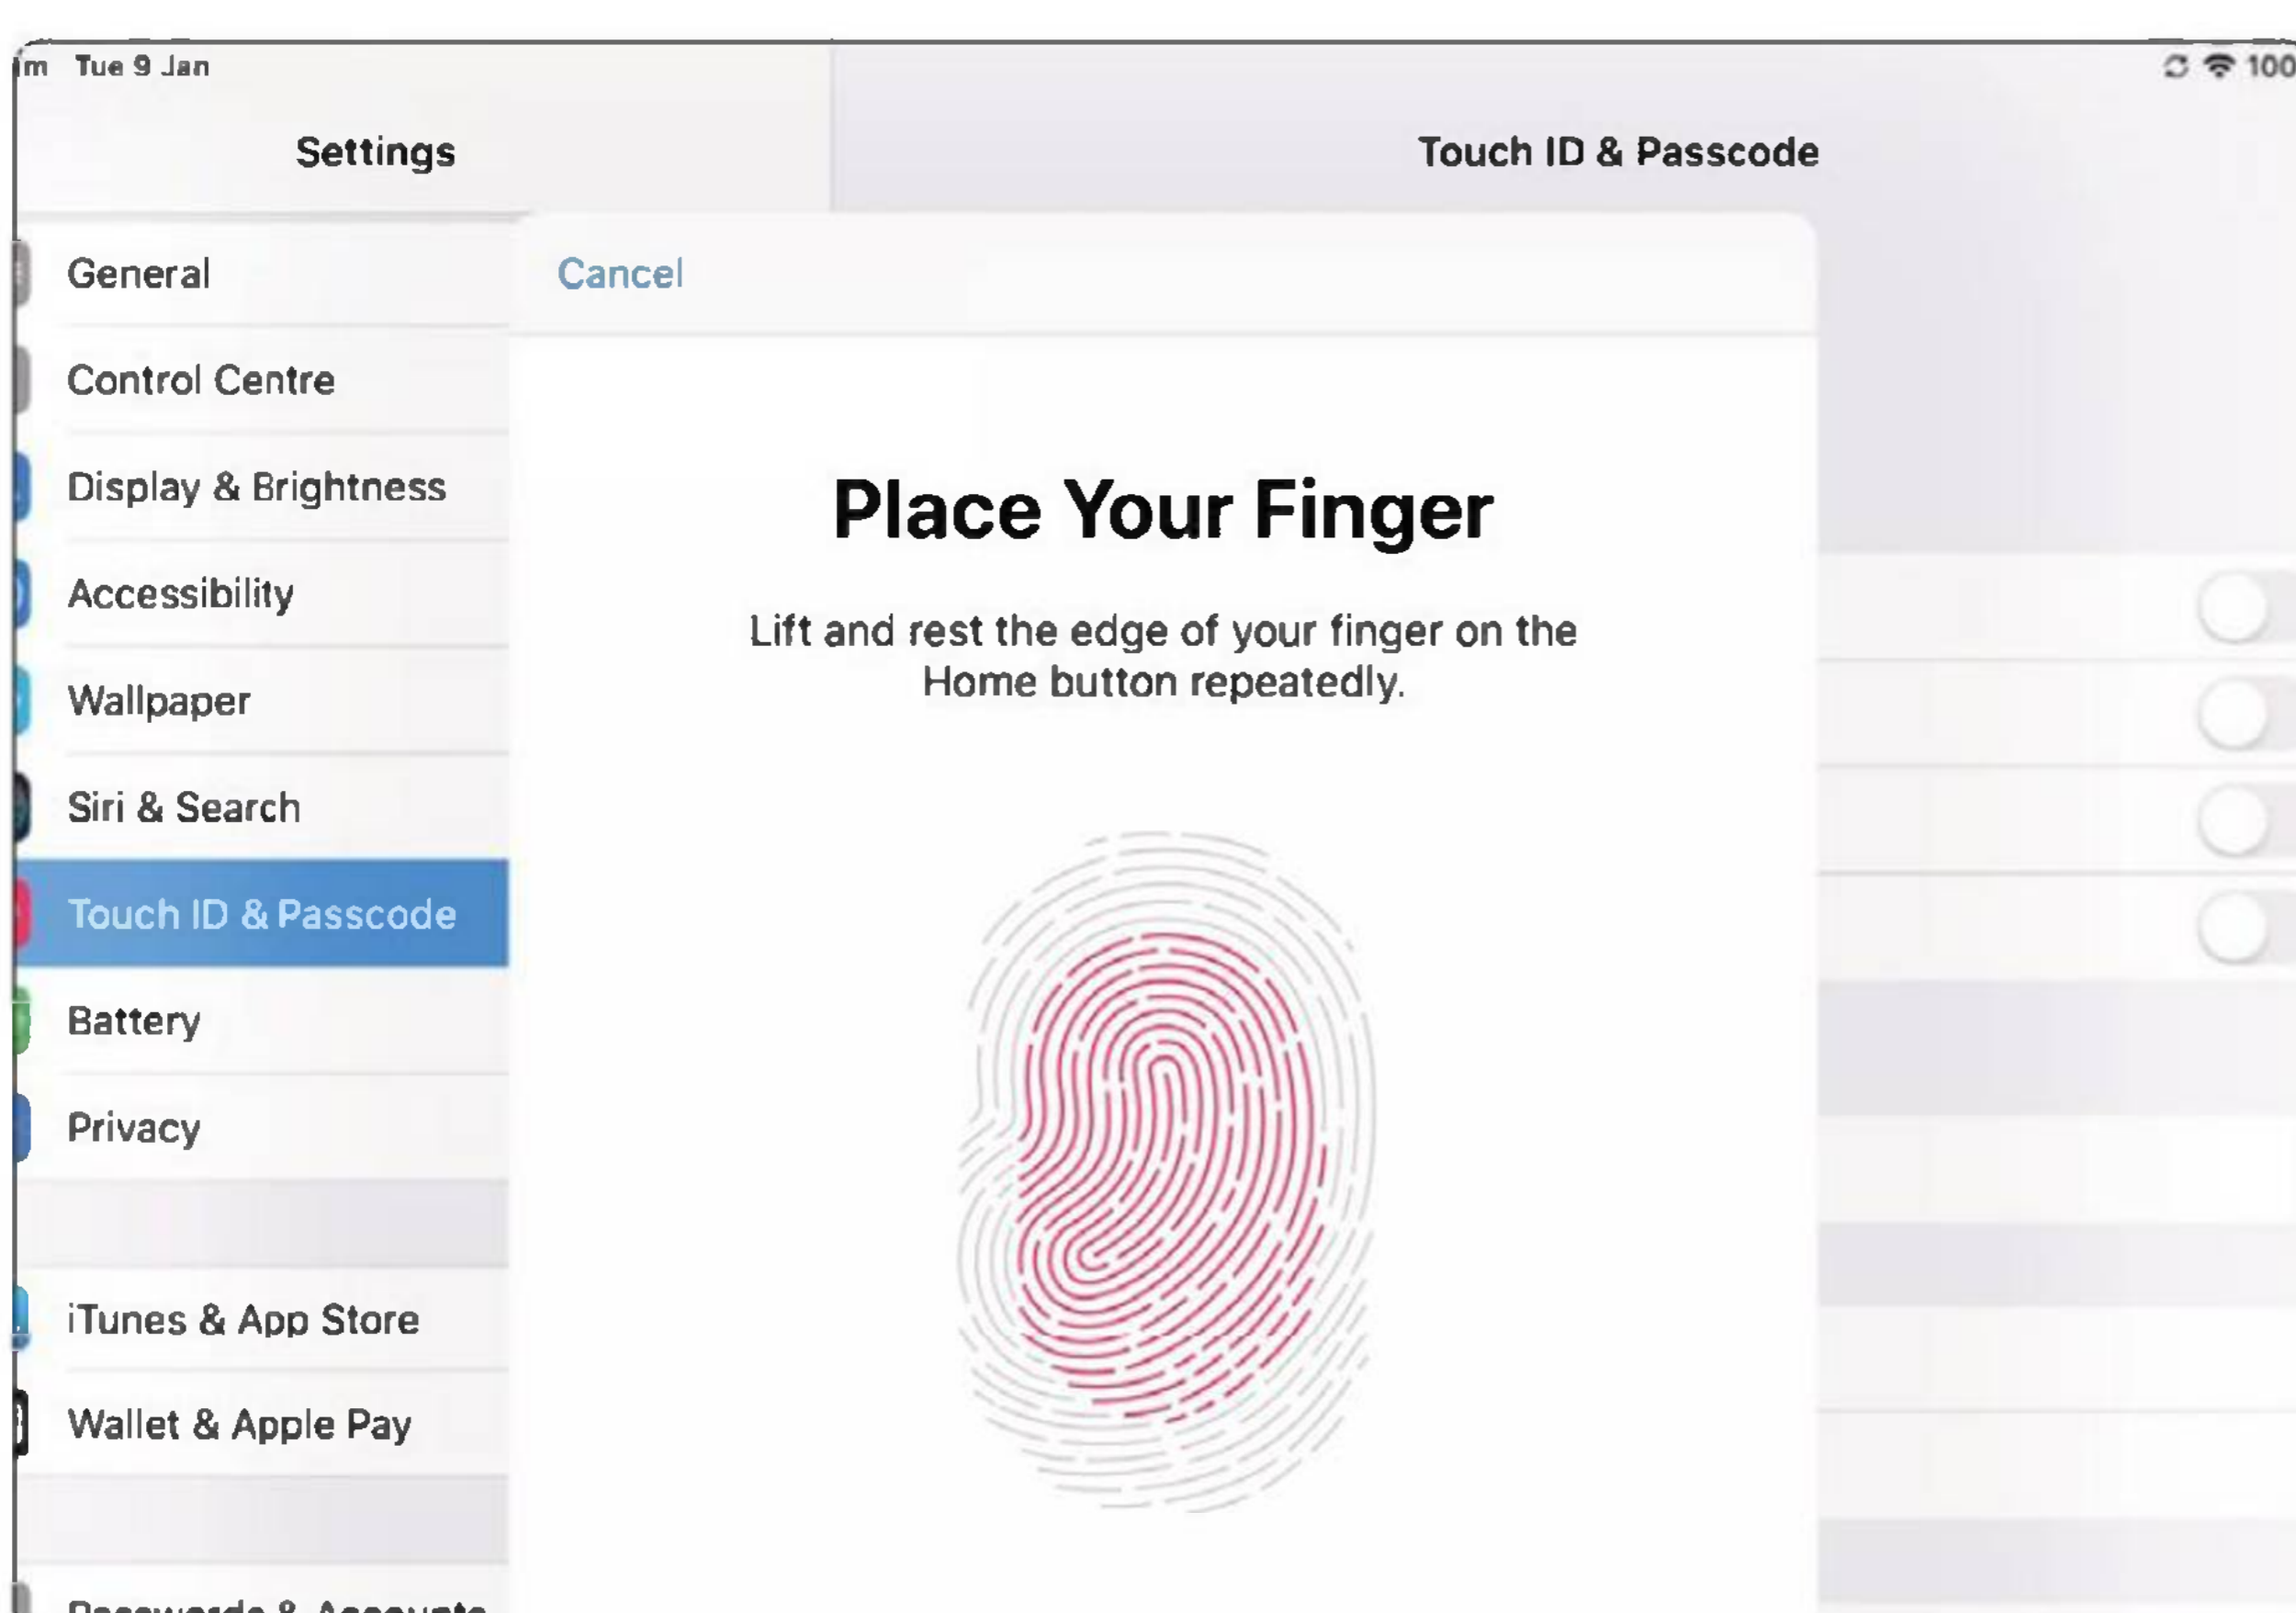 Tue 9 Jan
100
Settings
Touch ID & Passcode
General
Control Centre
Display & Brightness
Accessibility
Wallpaper
Siri & Search
Touch ID & Passcode
Battery
Privacy
iTunes & App Store
Wallet & Apple Pay
Passwords & Accounts
Cancel
Place Your Finger
Lift and rest the edge of your finger on the
Home button repeatedly.